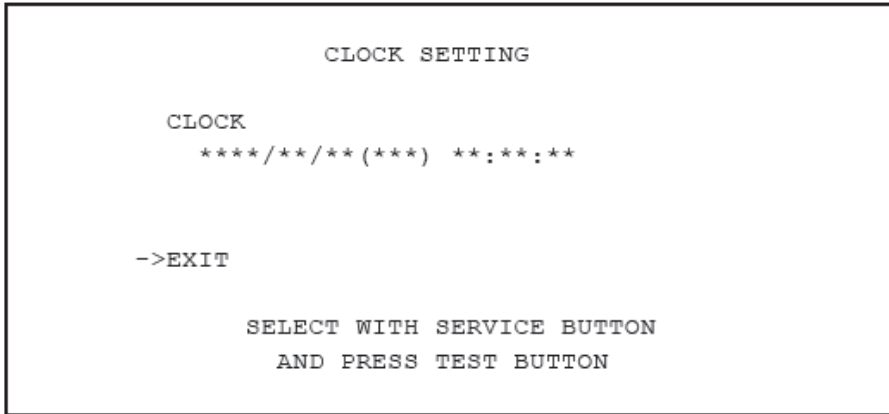 CLOCK SETTING
CLOCK
****/**/**(***) **:**:**
->EXIT
SELECT WITH SERVICE BUTTON
AND PRESS TEST BUTTON